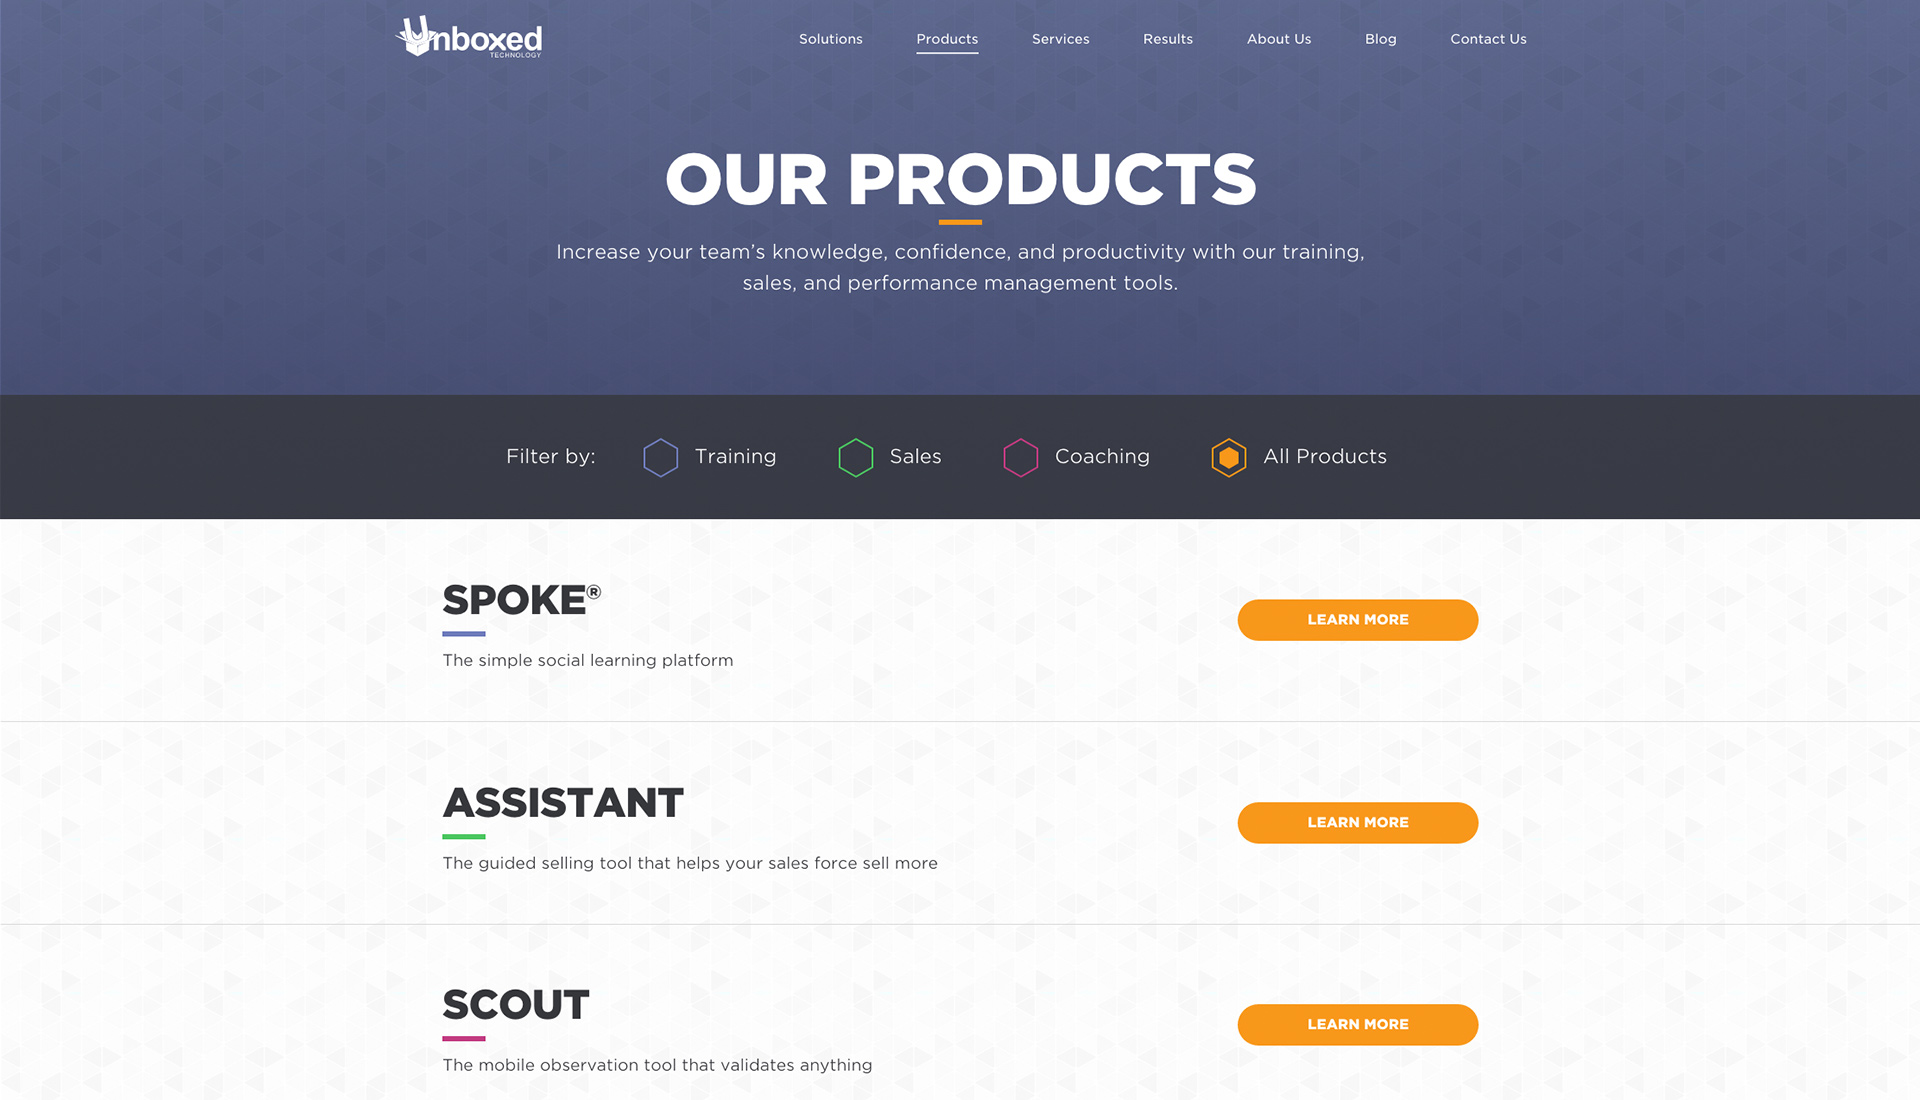 Unboxed
TECHNOLOGY
Solutions Products Services Results About Us Blog Contact Us
OUR PRODUCTS
Increase your team’s knowledge, confidence, and productivity with our training,
sales, and performance management tools.
Filter by: Training Sales Coaching All Products
SPOKE®
The simple social learning platform
LEARN MORE
ASSISTANT
The guided selling tool that helps your sales force sell more
LEARN MORE
SCOUT
The mobile observation tool that validates anything
LEARN MORE